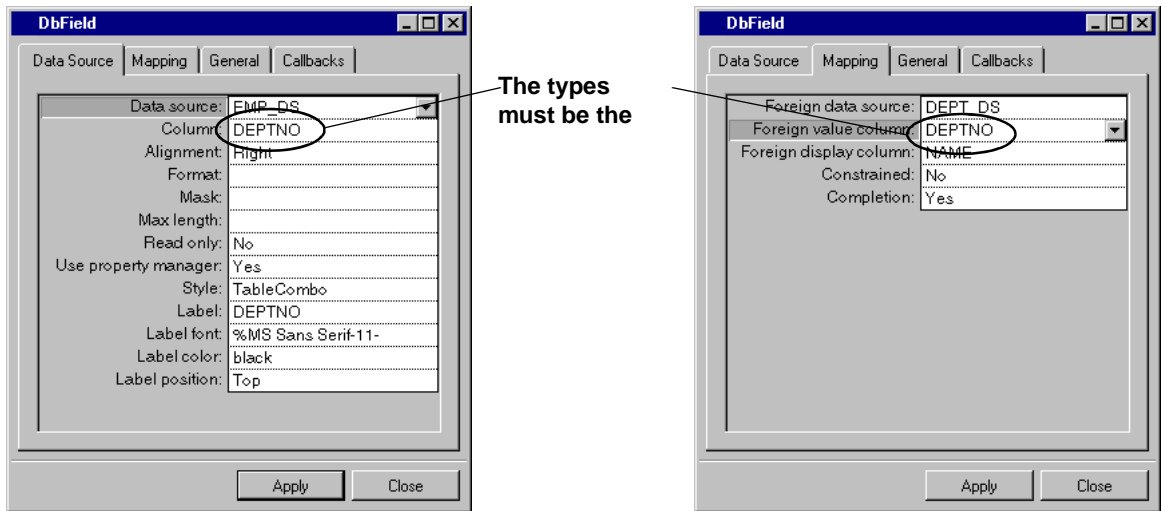 DbField
Data Source Mapping General Callbacks
Data source: EMP_DS
Column: DEPTNO
Alignment: Right
Format:
Mask:
Max length:
Read only: No
Use property manager: Yes
Style: TableCombo
Label: DEPTNO
Label font: %MS Sans Serif-11-
Label color: black
Label position: Top
Apply Close
The types
must be the
DbField
Data Source Mapping General Callbacks
Foreign data source: DEPT_DS
Foreign value column: DEPTNO
Foreign display column: NAME
Constrained: No
Completion: Yes
Apply Close